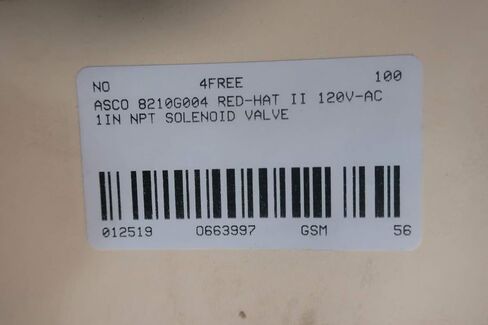 NO 4FREE 100
ASCO 8210G004 RED-HAT II 120V-AC
1IN NPT SOLENOID VALVE
012519 0663997 GSM 56